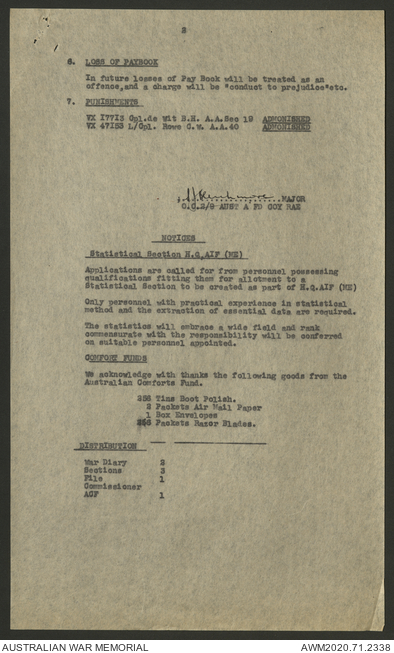 2
6. LOSS OF PAYBOOK
In future losses of Pay Book will be treated as an
offence,and a charge will be "conduct to prejudice"etc.
7. PUNISHMENTS
VX 17713 Cpl.de Wit B.H. A.A.Sec 19 ADMONISHED
VX 47153 L/Cpl. Rowe C.W. A.A.40 ADMONISHED
MAJOR
O.C.2/9 AUST A FD COY RAE
NOTICES
Statistical Section H.Q,AIF (ME)
Applications are called for from personnel possessing
qualifications fitting them for allotment to a
Statistical Section to be created as part of H.Q.AIF (ME)
Only personnel with practical experience in statistical
method and the extraction of essential data are required.
The statistics will embrace a wide field and rank
commensurate with the responsibility will be conferred
on suitable personnel appointed.
COMFORT FUNDS
We acknowledge with thanks the following goods from the
Australian Comforts Fund.
Tins Boot Polish.
2 Packets Air Mail Paper
1 Box Envelopes
Packets Razor Blades.
DISTRIBUTION
War Diary 2
Sections 3
File 1
Commissioner
ACF 1
AUSTRALIAN WAR MEMORIAL
AWM2020.71.2338